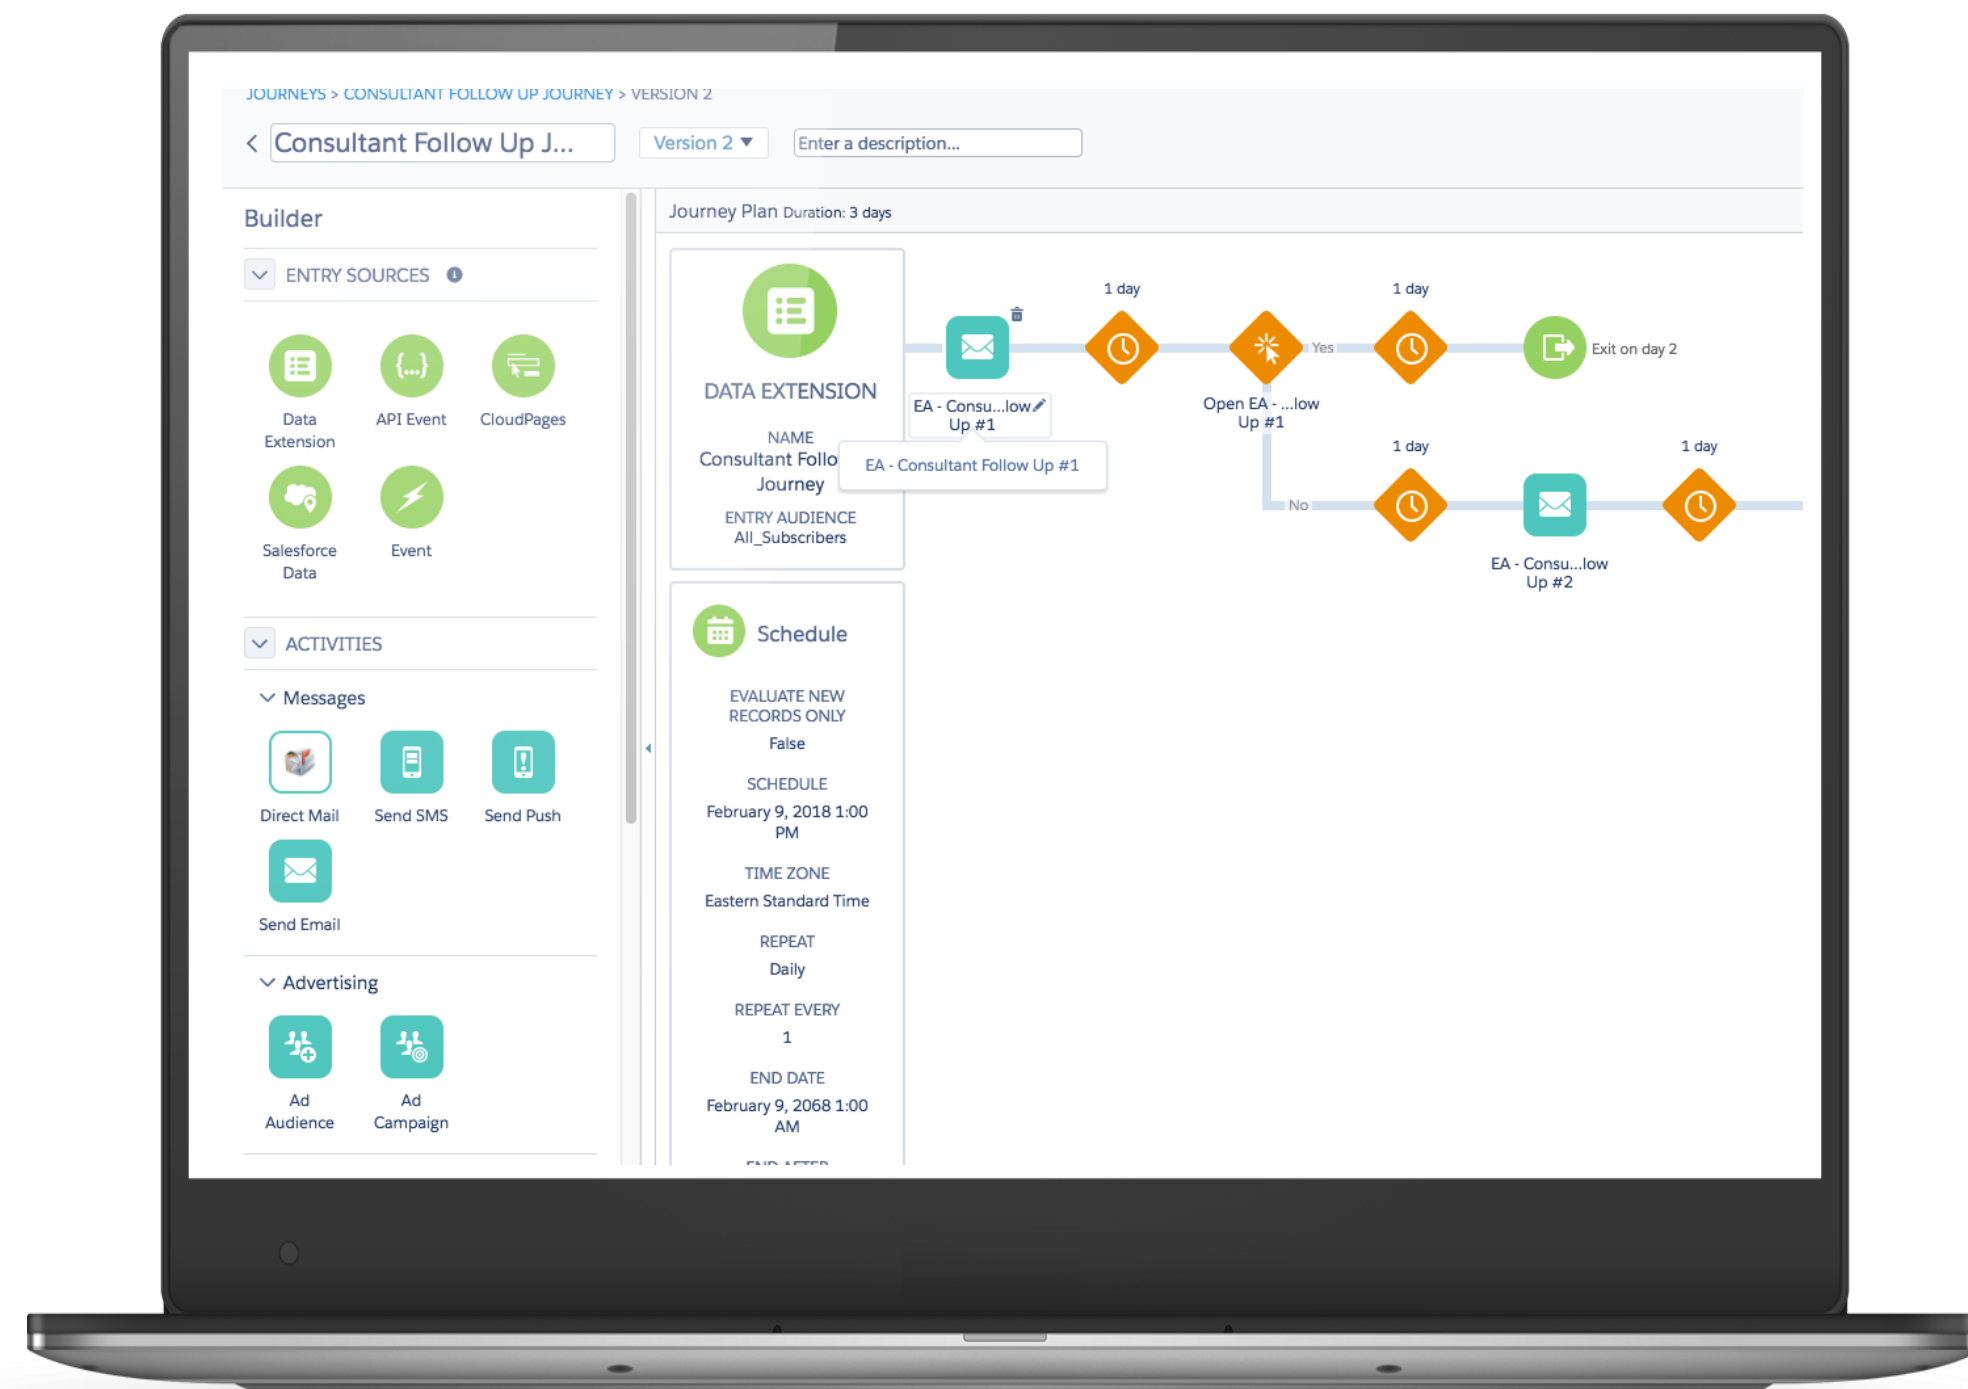 JOURNEYS > CONSULTANT FOLLOW UP JOURNEY > VERSION 2
Consultant Follow Up J...
Version 2
Enter a description...
Builder
ENTRY SOURCES
Data
Extension
API Event
CloudPages
Salesforce
Data
Event
ACTIVITIES
Messages
Direct Mail
Send SMS
Send Push
Send Email
Advertising
Ad
Audience
Ad
Campaign
Journey Plan Duration: 3 days
DATA EXTENSION
NAME
Consultant Follo
Journey
ENTRY AUDIENCE
All_Subscribers
Schedule
EVALUATE NEW
RECORDS ONLY
False
SCHEDULE
February 9, 2018 1:00
PM
TIME ZONE
Eastern Standard Time
REPEAT
Daily
REPEAT EVERY
1
END DATE
February 9, 2068 1:00
AM
END AFTER
EA - Consu...low
Up #1
EA - Consultant Follow Up #1
1 day
Open EA - ...low
Up #1
Yes
1 day
Exit on day 2
No
1 day
EA - Consu...low
Up #2
1 day